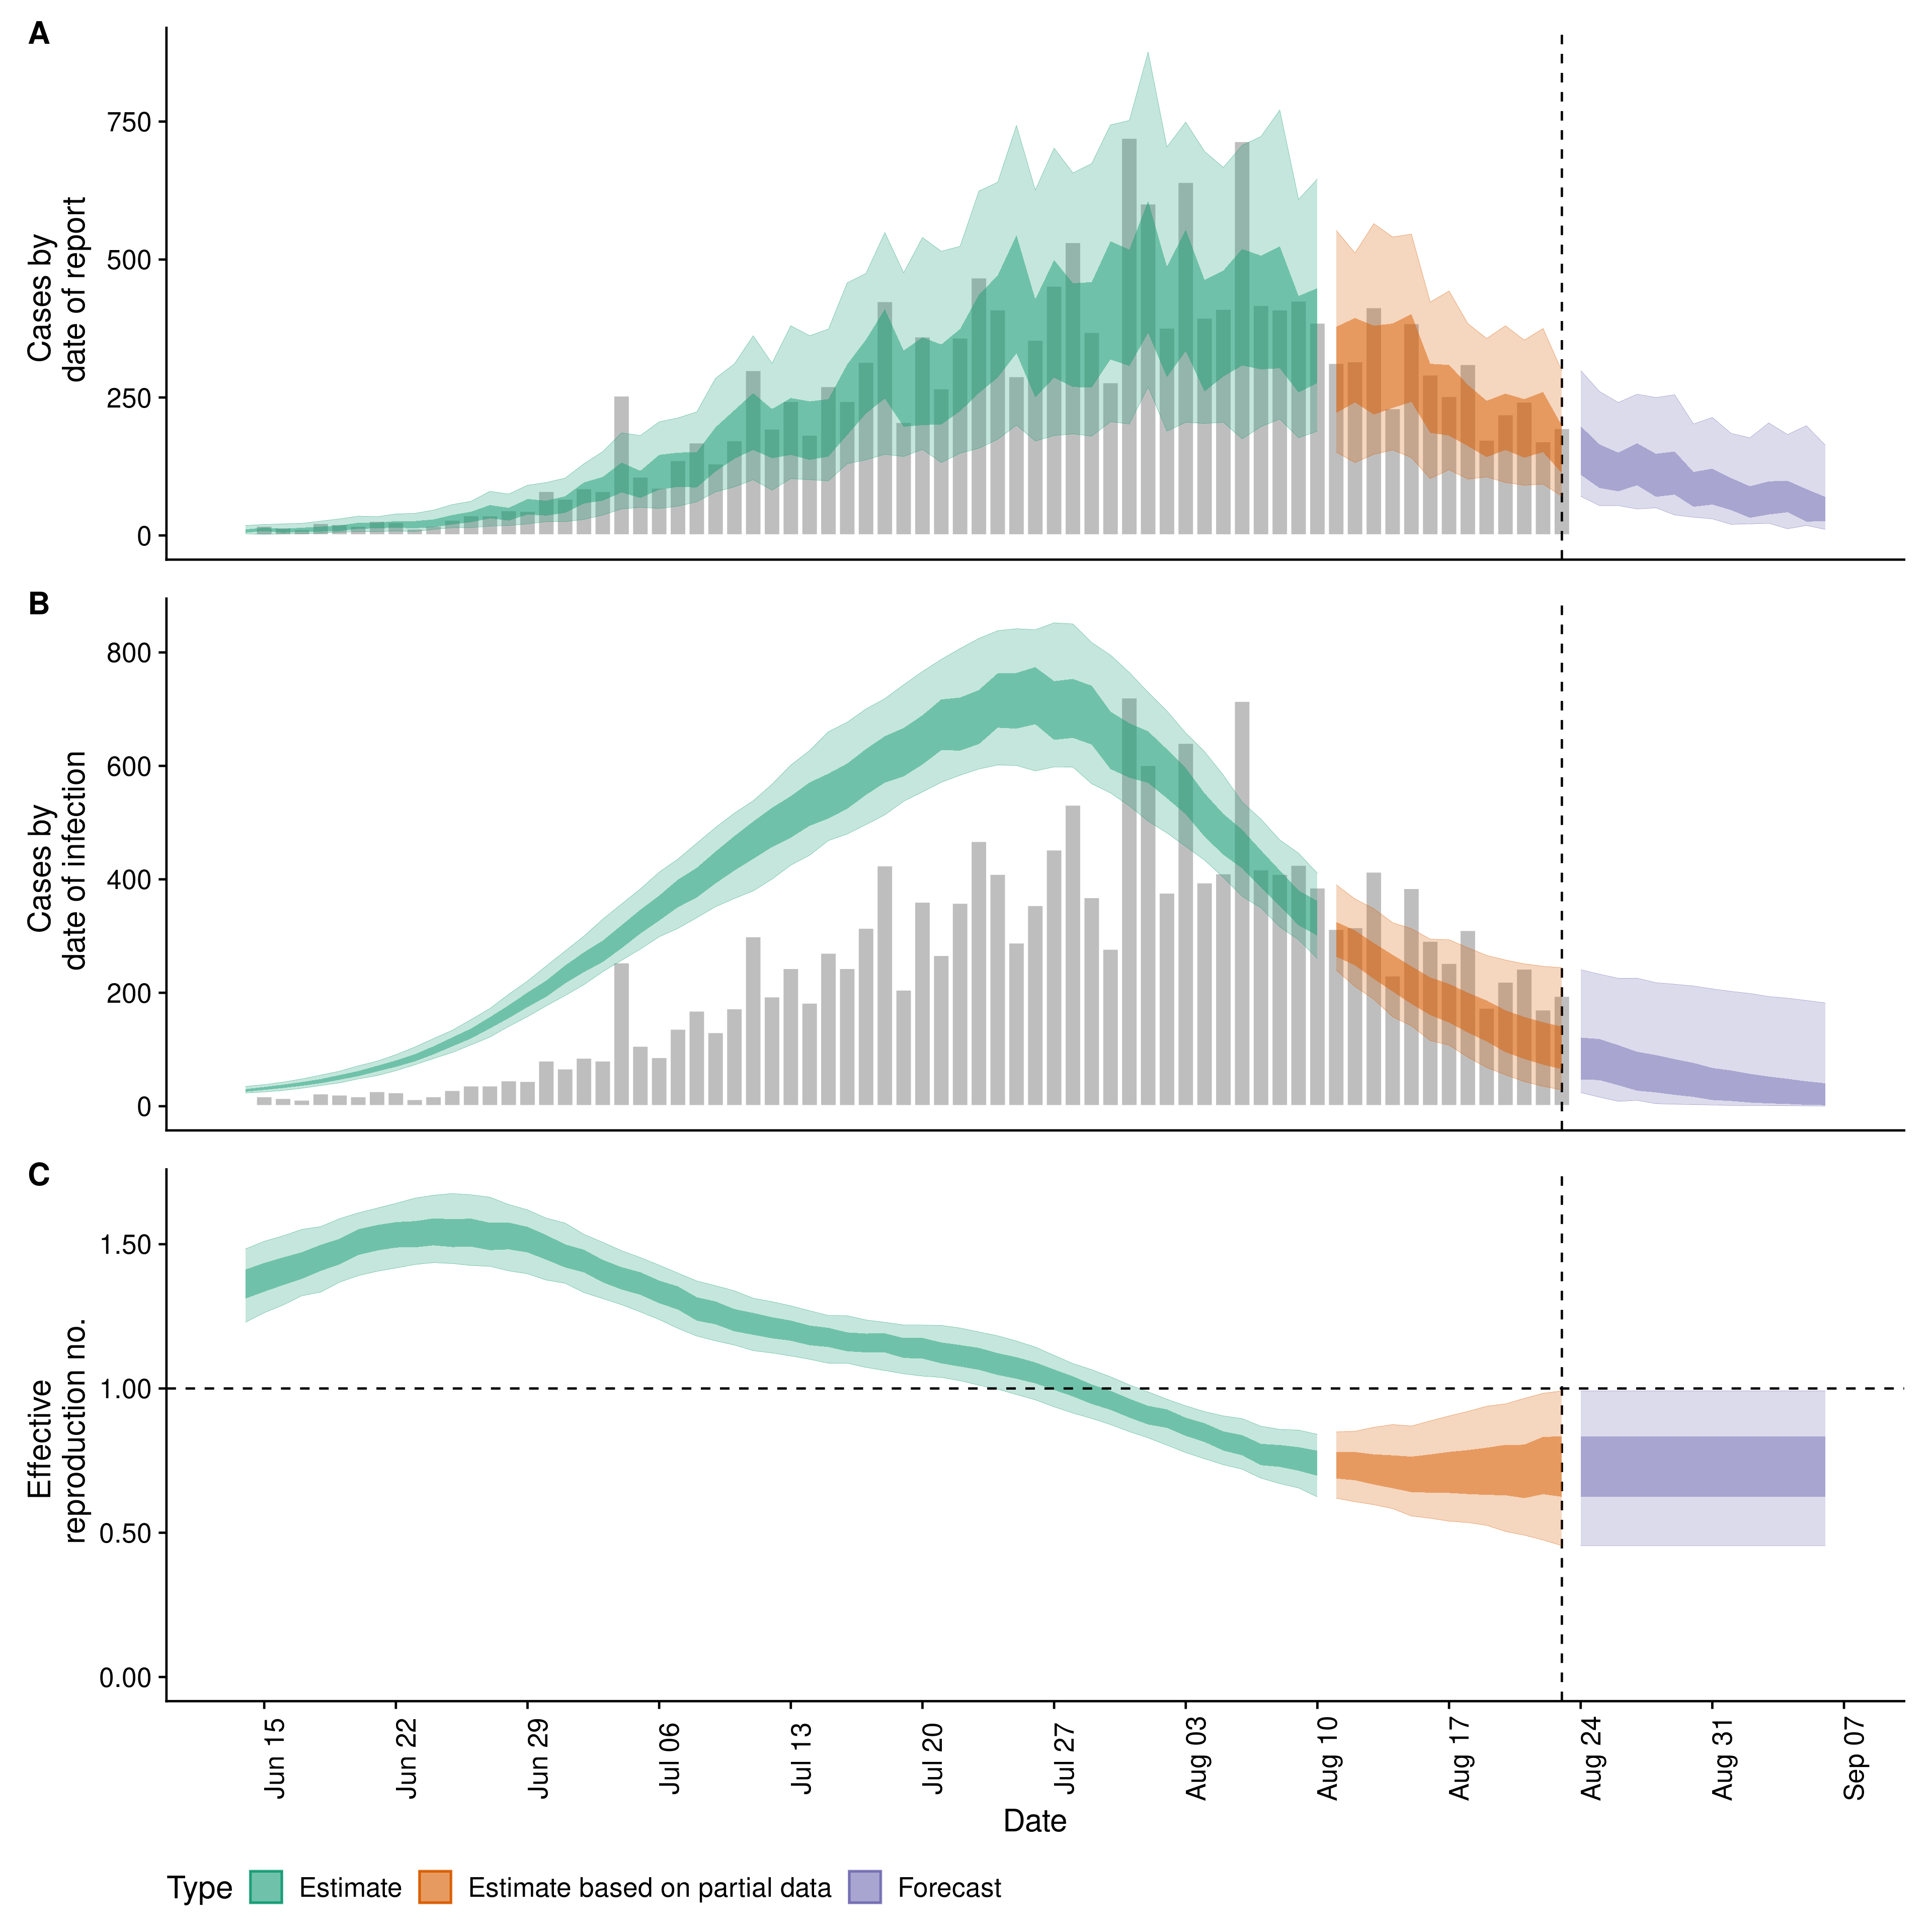 A
Cases by
date of report
750
500
250
0
B
Cases by
date of infection
800
600
400
200
0
C
Effective
reproduction no.
1.50
1.00
0.50
0.00
Jun 15
Jun 22
Jun 29
Jul 06
Jul 13
Jul 20
Jul 27
Aug 03
Aug 10
Aug 17
Aug 24
Aug 31
Sep 07
Date
Type Estimate Estimate based on partial data Forecast